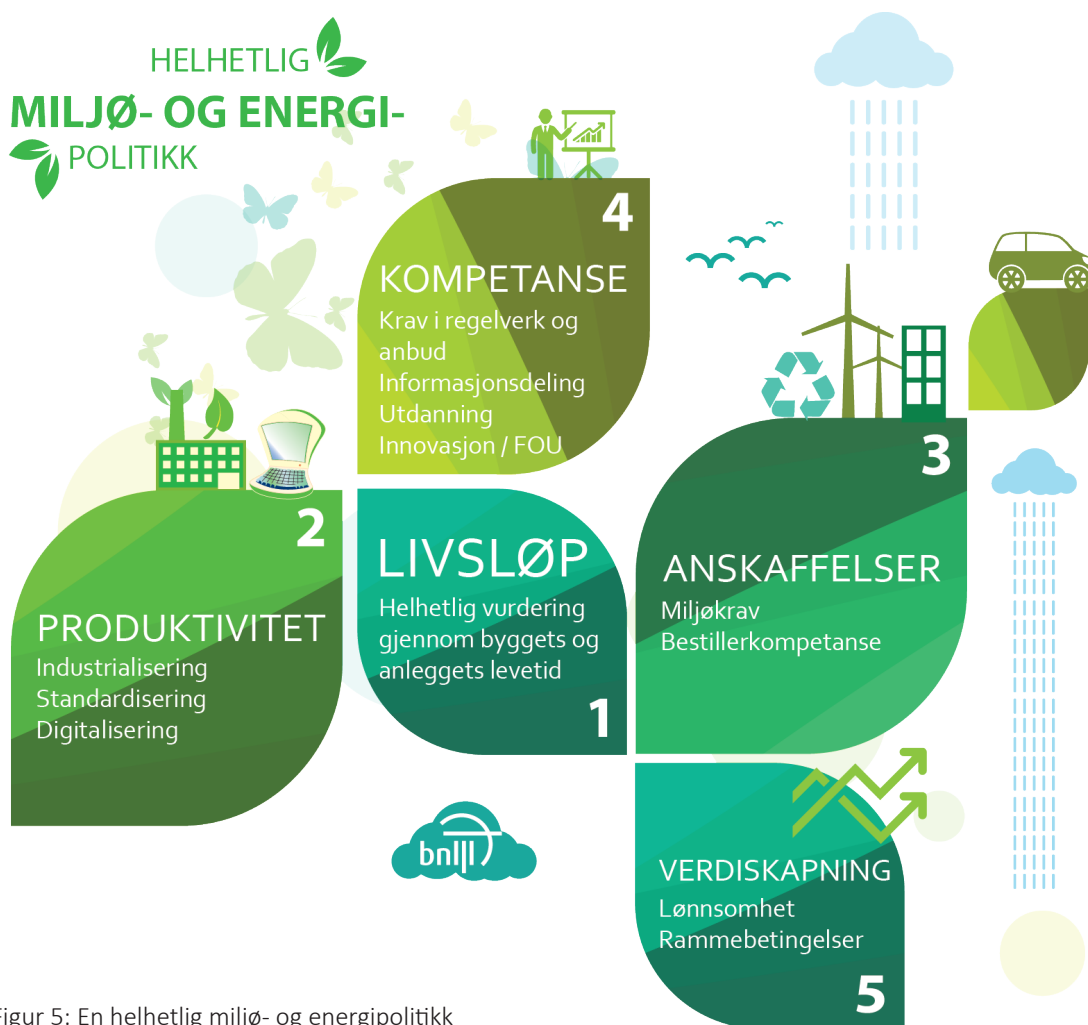 HELHETLIG
MILJØ- OG ENERGI-
POLITIKK
4
KOMPETANSE
Krav i regelverk og
anbud
Informasjonsdeling
Utdanning
Innovasjon / FOU
2
PRODUKTIVITET
Industrialisering
Standardisering
Digitalisering
LIVSLØP
Helhetlig vurdering
gjennom byggets og
anleggets levetid
1
3
ANSKAFFELSER
Miljøkrav
Bestillerkompetanse
bnl
VERDISKAPNING
Lønnsomhet
Rammebetingelser
5
Figur 5: En helhetlig miljø- og energipolitikk